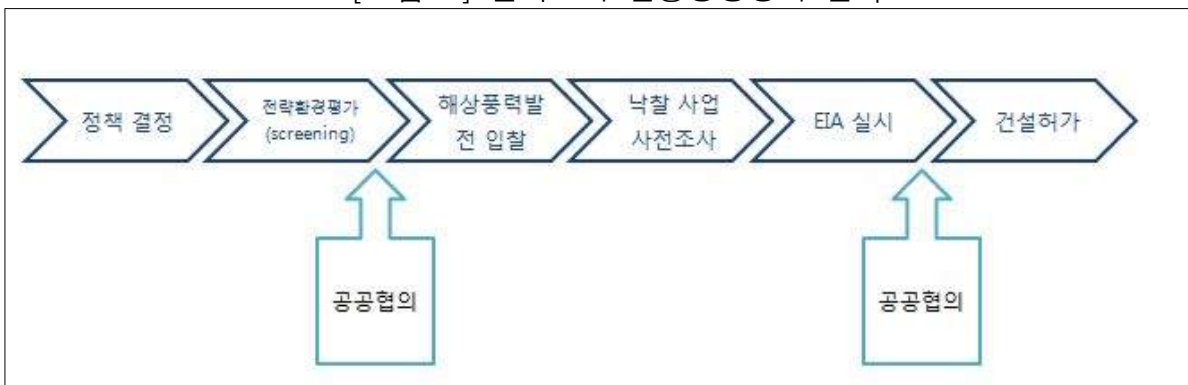 정책 결정
전략환경평가
(screening)
해상풍력발
전 입찰
낙찰 사업
사전조사
EIA 실시
건설허가
공공협의
공공협의